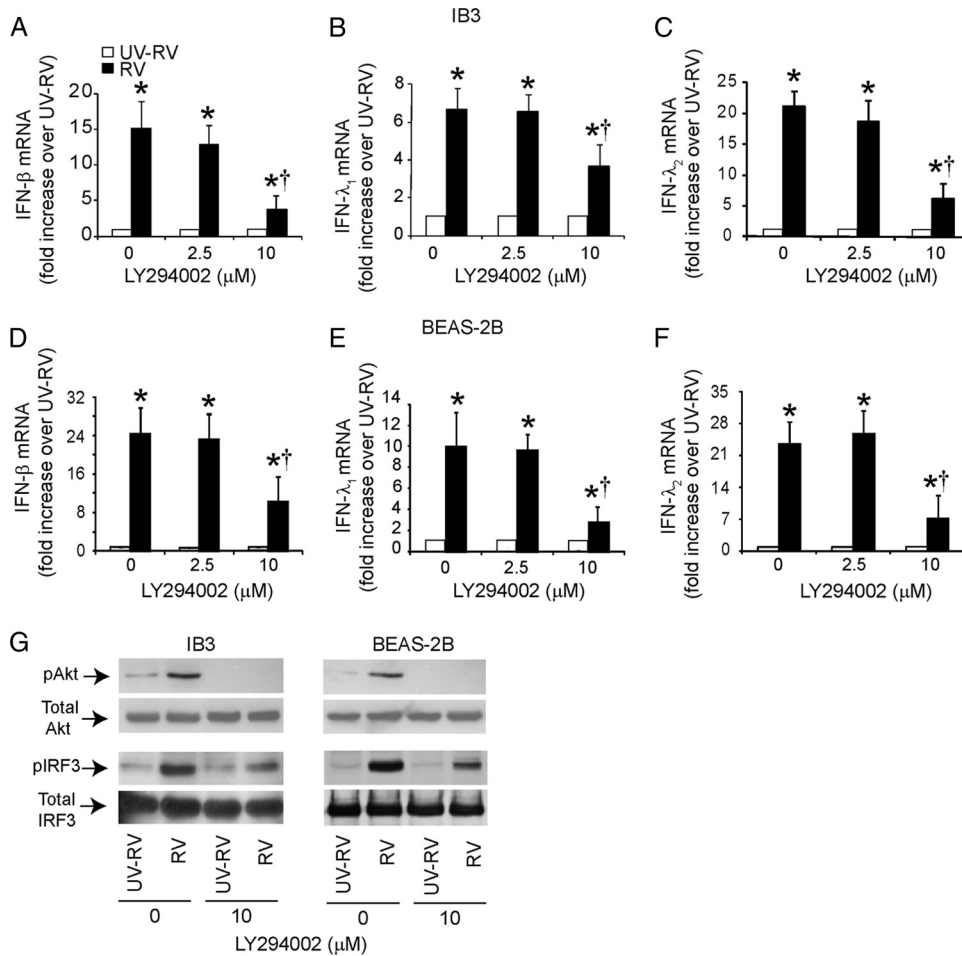 IB3
A
UV-RV
RV
IFN-β mRNA
(fold increase over UV-RV)
15
20
10
5
0
*
*
*†
0 2.5 10
LY294002 (μM)
B
IFN-λ1 mRNA
(fold increase over UV-RV)
8
6
4
2
0
*
*
*†
0 2.5 10
LY294002 (μM)
C
IFN-λ2 mRNA
(fold increase over UV-RV)
25
20
15
10
5
0
*
*
*†
0 2.5 10
LY294002 (μM)
BEAS-2B
D
IFN-β mRNA
(fold increase over UV-RV)
32
24
16
8
0
*
*
*†
0 2.5 10
LY294002 (μM)
E
IFN-λ1 mRNA
(fold increase over UV-RV)
14
12
10
8
6
4
2
0
*
*
*†
0 2.5 10
LY294002 (μM)
F
IFN-λ2 mRNA
(fold increase over UV-RV)
35
28
21
14
7
0
*
*
*†
0 2.5 10
LY294002 (μM)
G
IB3
BEAS-2B
pAkt
Total
Akt
pIRF3
Total
IRF3
UV-RV RV UV-RV RV UV-RV RV UV-RV RV
0 10 0 10
LY294002 (μM)